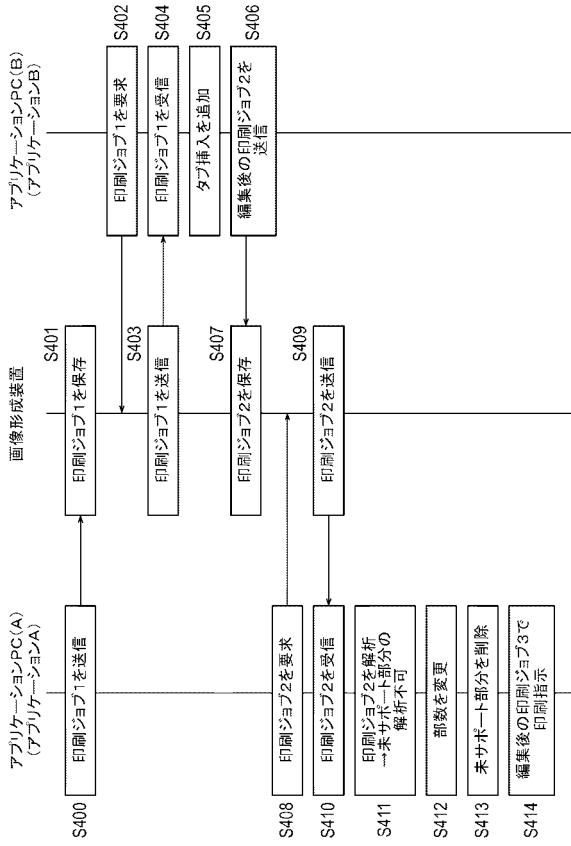 アプリケーションPC(A)
(アプリケーションA)
画像形成装置
アプリケーションPC(B)
(アプリケーションB)
S400
印刷ジョブ1を送信
S401
印刷ジョブ1を保存
S402
印刷ジョブ1を要求
S403
印刷ジョブ1を送信
S404
印刷ジョブ1を受信
S405
タブ挿入を追加
S406
編集後の印刷ジョブ2を
送信
S407
印刷ジョブ2を保存
S408
印刷ジョブ2を要求
S409
印刷ジョブ2を送信
S410
印刷ジョブ2を受信
S411
印刷ジョブ2を解析
→未サポート部分の
解析不可
S412
部数を変更
S413
未サポート部分を削除
S414
編集後の印刷ジョブ3で
印刷指示